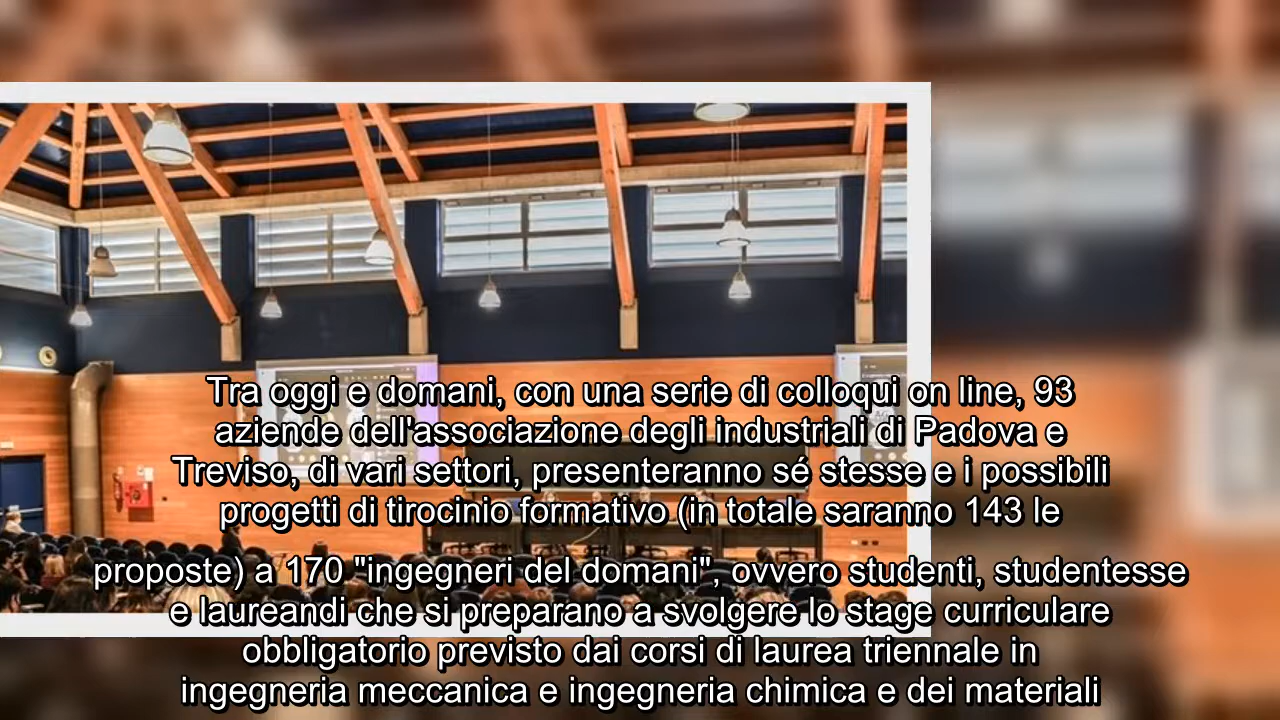 Tra oggi e domani, con una serie di colloqui on line, 93
aziende dell'associazione degli industriali di Padova e
Treviso, di vari settori, presenteranno sé stesse e i possibili
progetti di tirocinio formativo (in totale saranno 143 le
proposte) a 170 "ingegneri del domani", ovvero studenti, studentesse
e laureandi che si preparano a svolgere lo stage curriculare
obbligatorio previsto dai corsi di laurea triennale in
ingegneria meccanica e ingegneria chimica e dei materiali